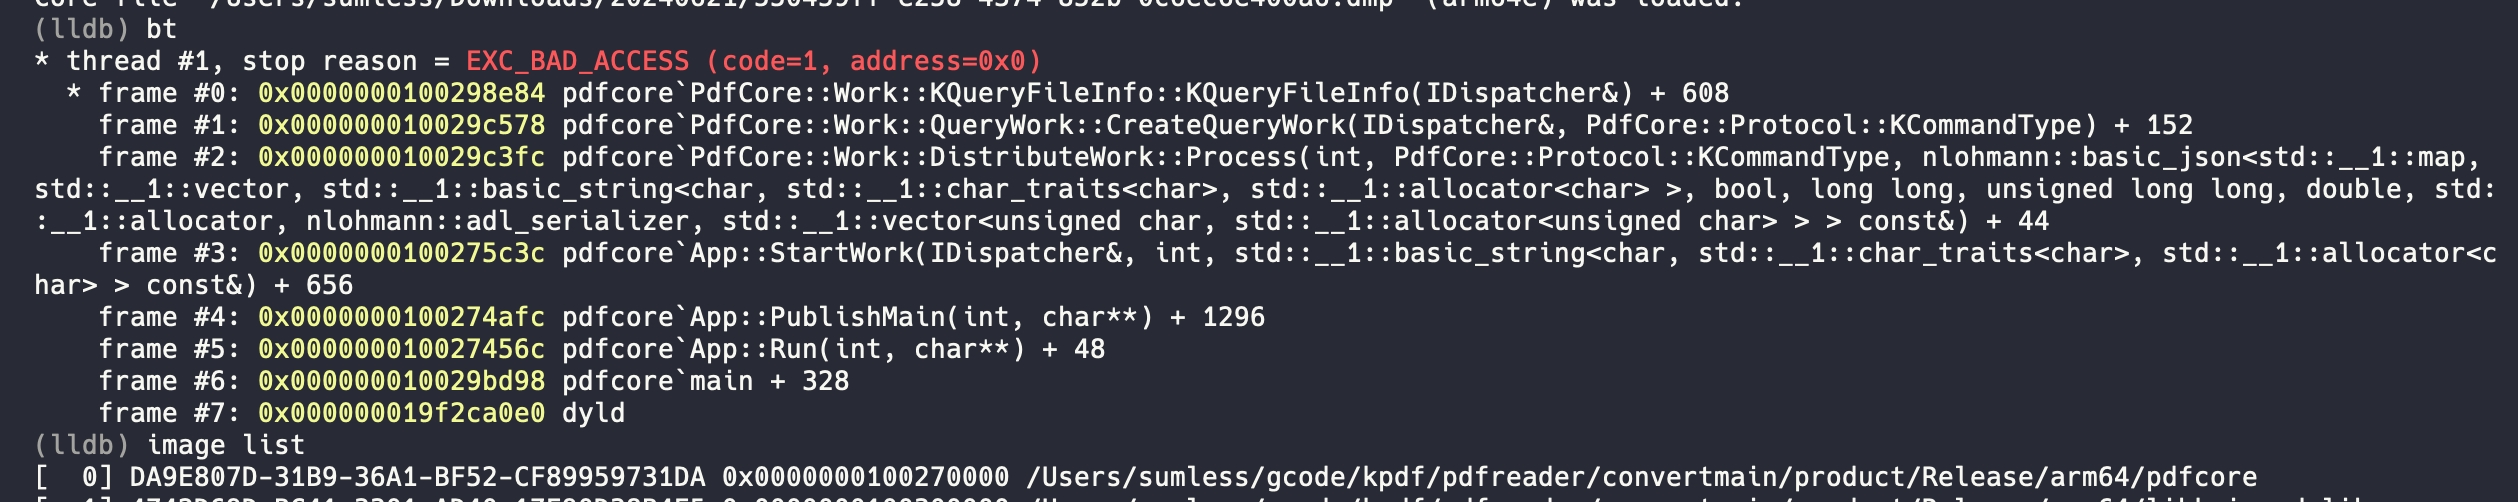 (lldb) bt
* thread #1, stop reason = EXC_BAD_ACCESS (code=1, address=0x0)
* frame #0: 0x0000000100298e84 pdfcore`PdfCore::Work::KQueryFileInfo::KQueryFileInfo(IDispatcher&) + 608
frame #1: 0x000000010029c578 pdfcore`PdfCore::Work::QueryWork::CreateQueryWork(IDispatcher&, PdfCore::Protocol::KCommandType) + 152
frame #2: 0x000000010029c3fc pdfcore`PdfCore::Work::DistributeWork::Process(int, PdfCore::Protocol::KCommandType, nlohmann::basic_json<std::__1::map,
std::__1::vector, std::__1::basic_string<char, std::__1::char_traits<char>, std::__1::allocator<char> >, bool, long long, unsigned long long, double, std:
:__1::allocator, nlohmann::adl_serializer, std::__1::vector<unsigned char, std::__1::allocator<unsigned char> > > const&) + 44
frame #3: 0x0000000100275c3c pdfcore`App::StartWork(IDispatcher&, int, std::__1::basic_string<char, std::__1::char_traits<char>, std::__1::allocator<c
har> > const&) + 656
frame #4: 0x0000000100274afc pdfcore`App::PublishMain(int, char**) + 1296
frame #5: 0x000000010027456c pdfcore`App::Run(int, char**) + 48
frame #6: 0x000000010029bd98 pdfcore`main + 328
frame #7: 0x000000019f2ca0e0 dyld
(lldb) image list
[ 0] DA9E807D-31B9-36A1-BF52-CF89959731DA 0x0000000100270000 /Users/sumless/gcode/kpdf/pdfreader/convertmain/product/Release/arm64/pdfcore